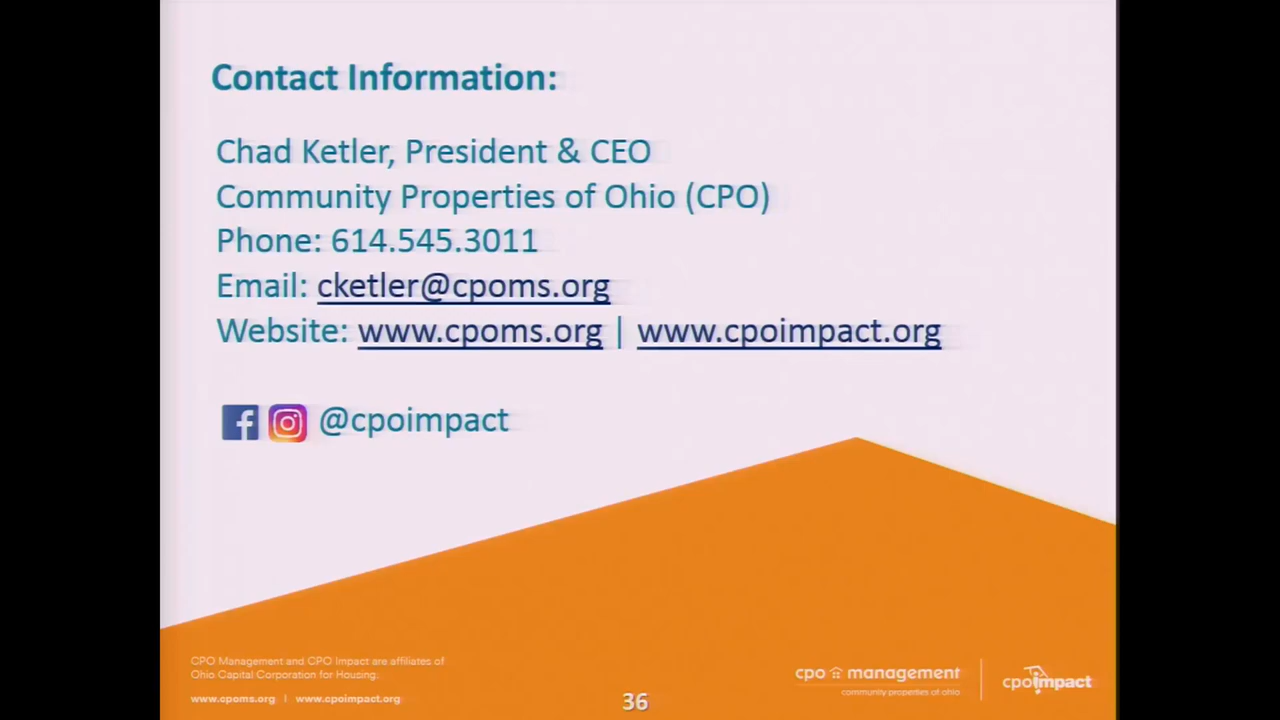 Contact Information:
Chad Ketler, President & CEO
Community Properties of Ohio (CPO)
Phone: 614.545.3011
Email: cketler@cpoms.org
Website: www.cpoms.org | www.cpoimpact.org
@cpoimpact
CPO Management and CPO Impact are affiliates of
Ohio Capital Corporation for Housing.
www.cpoms.org | www.cpoimpact.org
36
cpo management
community properties of ohio
cpoimpact